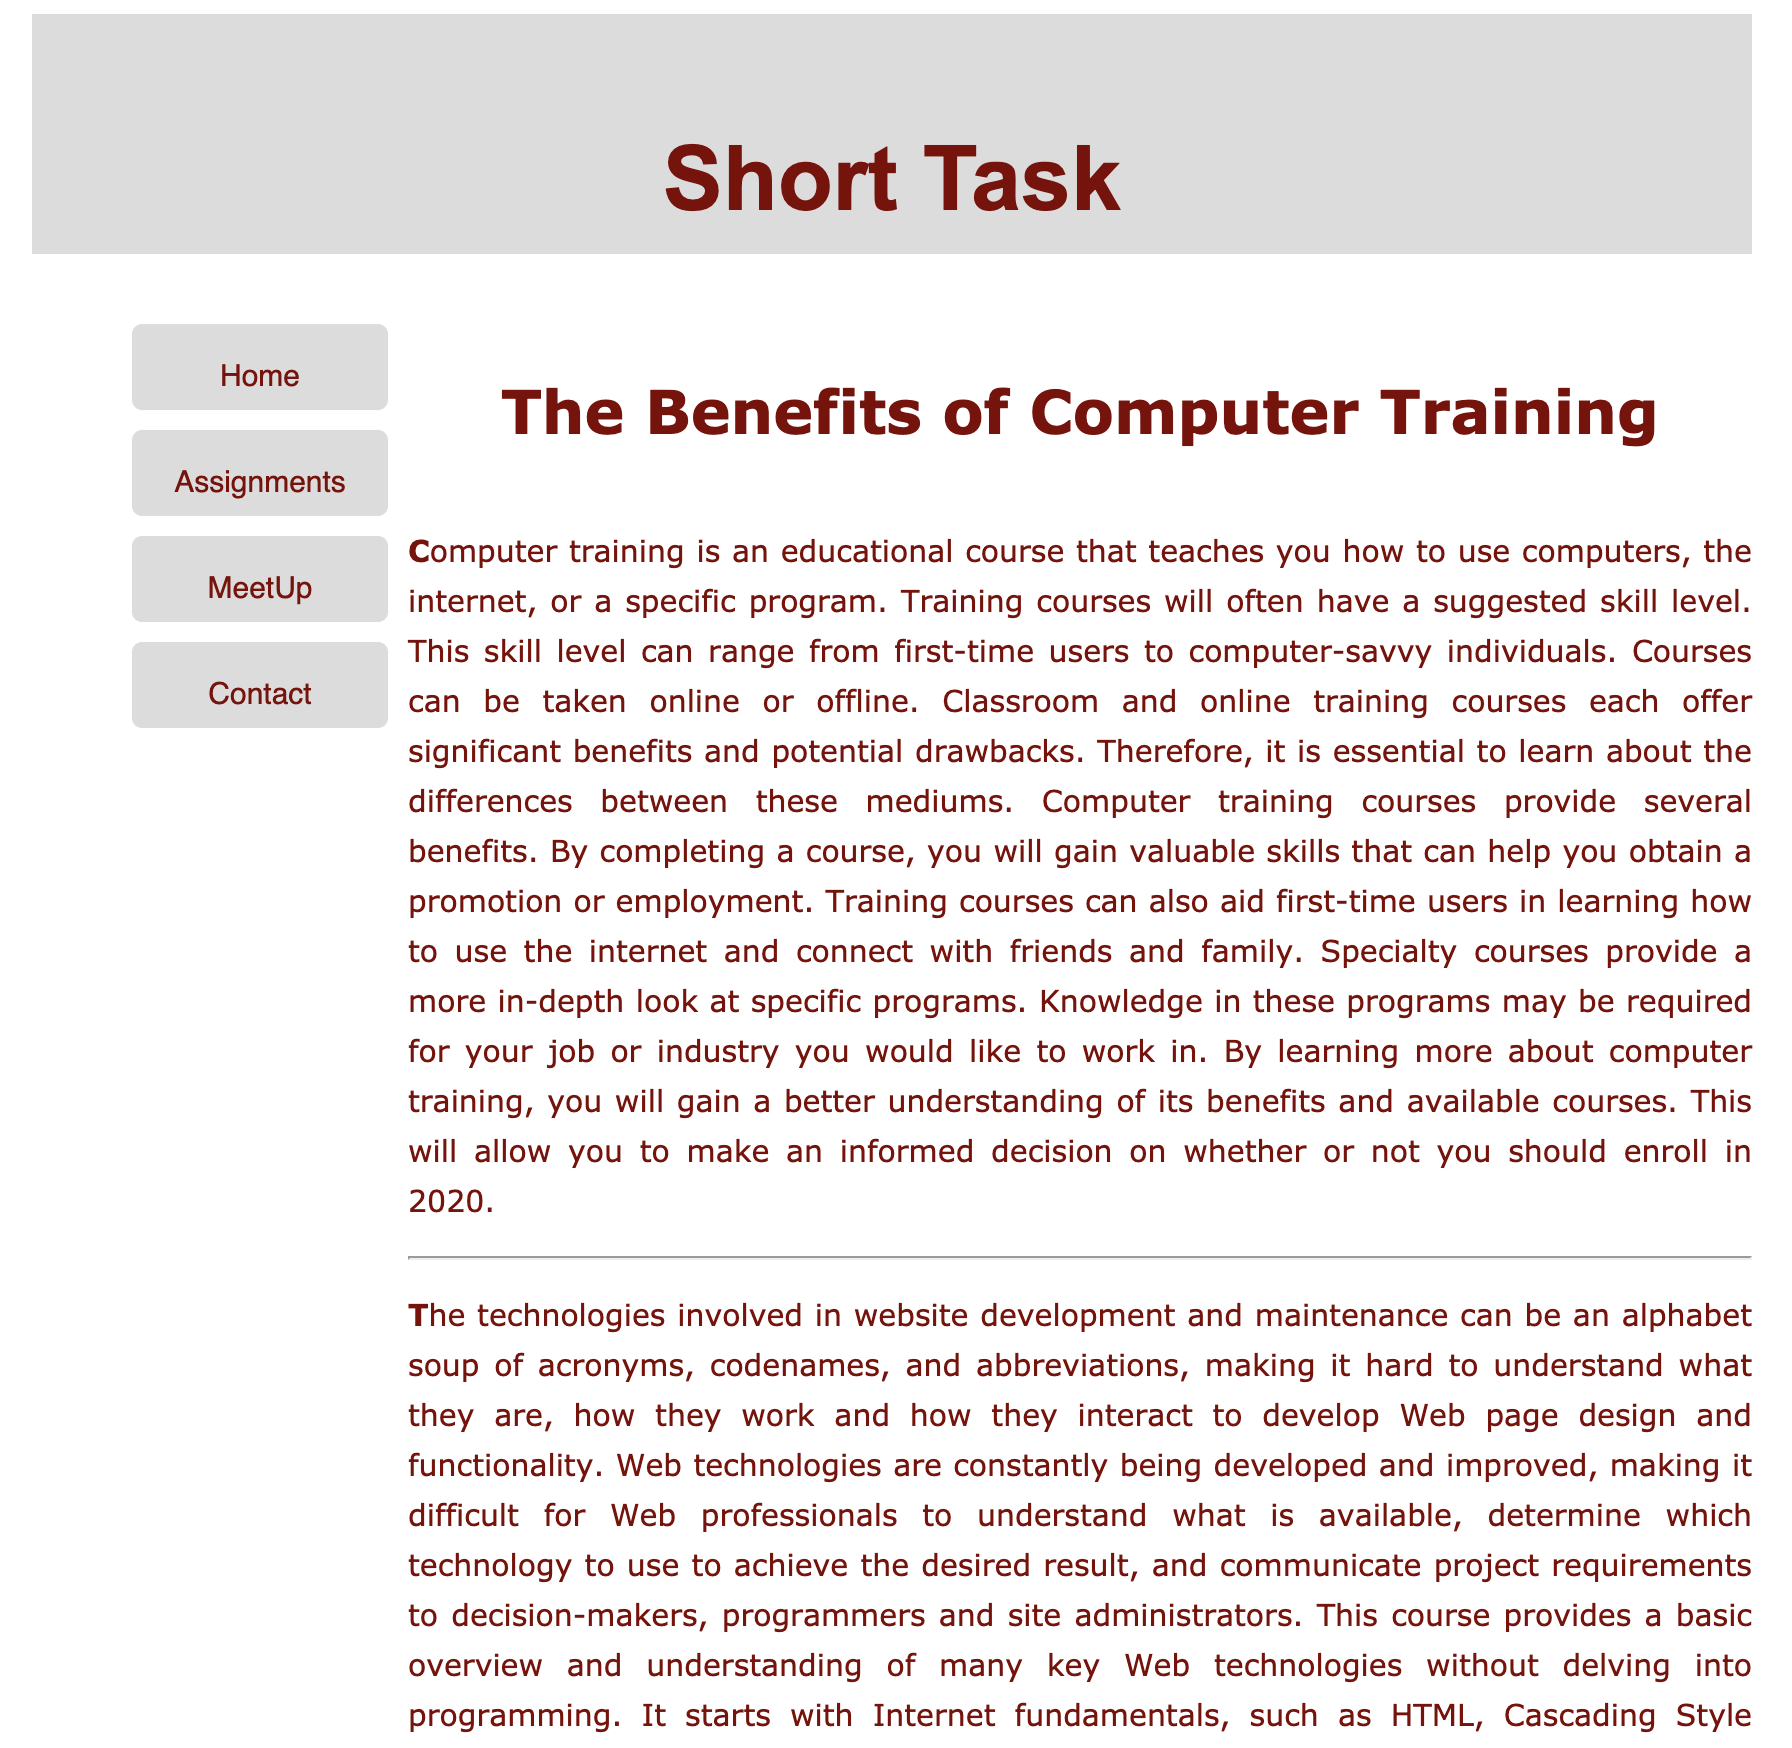 Short Task
Home
Assignments
MeetUp
Contact
The Benefits of Computer Training
Computer training is an educational course that teaches you how to use computers, the
internet, or a specific program. Training courses will often have a suggested skill level.
This skill level can range from first-time users to computer-savvy individuals. Courses
can be taken online or offline. Classroom and online training courses each offer
significant benefits and potential drawbacks. Therefore, it is essential to learn about the
differences between these mediums. Computer training courses provide several
benefits. By completing a course, you will gain valuable skills that can help you obtain a
promotion or employment. Training courses can also aid first-time users in learning how
to use the internet and connect with friends and family. Specialty courses provide a
more in-depth look at specific programs. Knowledge in these programs may be required
for your job or industry you would like to work in. By learning more about computer
training, you will gain a better understanding of its benefits and available courses. This
will allow you to make an informed decision on whether or not you should enroll in
2020.
The technologies involved in website development and maintenance can be an alphabet
soup of acronyms, codenames, and abbreviations, making it hard to understand what
they are, how they work and how they interact to develop Web page design and
functionality. Web technologies are constantly being developed and improved, making it
difficult for Web professionals to understand what is available, determine which
technology to use to achieve the desired result, and communicate project requirements
to decision-makers, programmers and site administrators. This course provides a basic
overview and understanding of many key Web technologies without delving into
programming. It starts with Internet fundamentals, such as HTML, Cascading Style